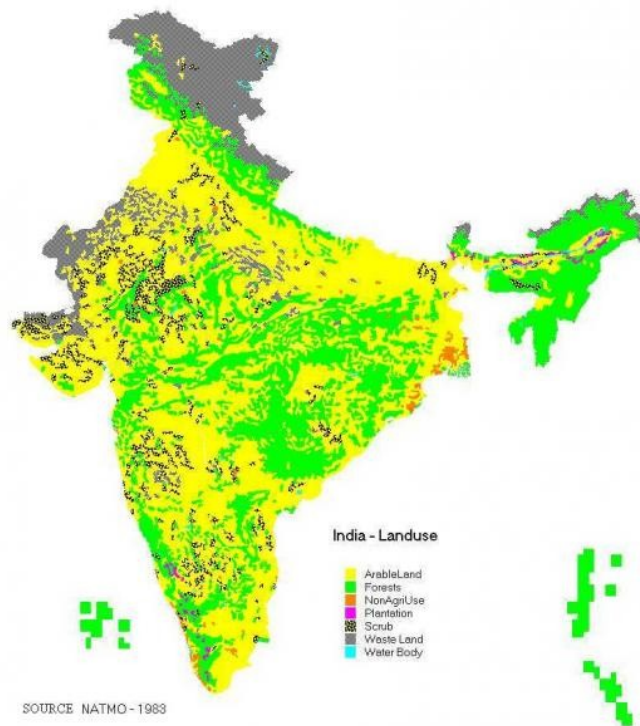 India - Landuse
ArableLand
Forests
NonAgriUse
Plantation
Scrub
Waste Land
Water Body
SOURCE NATMO - 1983